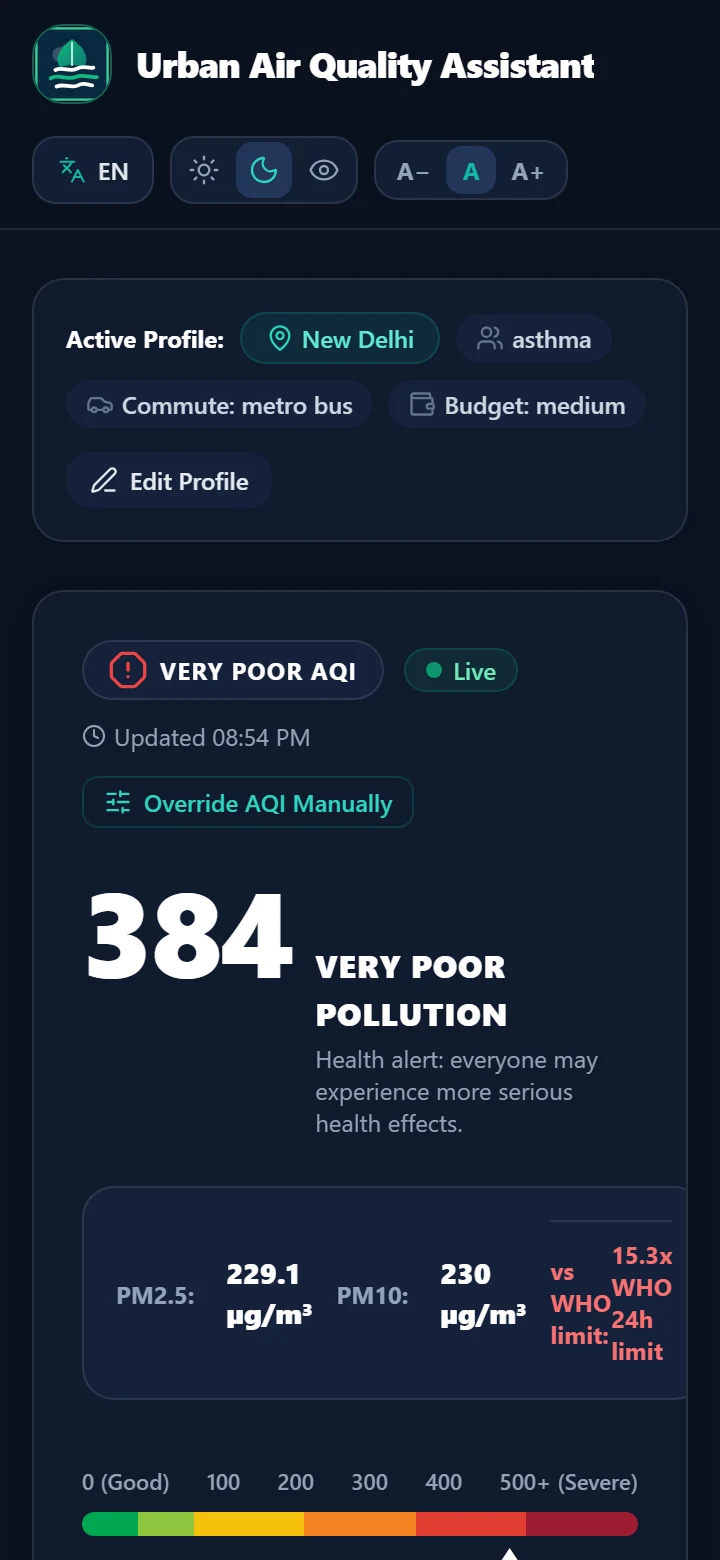 Urban Air Quality Assistant
EN
A−
A
A+
Active Profile:
New Delhi
asthma
Commute: metro bus
Budget: medium
Edit Profile
VERY POOR AQI
Live
Updated 08:54 PM
Override AQI Manually
384
VERY POOR
POLLUTION
Health alert: everyone may
experience more serious
health effects.
PM2.5:
229.1
µg/m³
PM10:
230
µg/m³
vs
WHO
limit:
15.3x
WHO
24h
limit
0 (Good) 100 200 300 400 500+ (Severe)